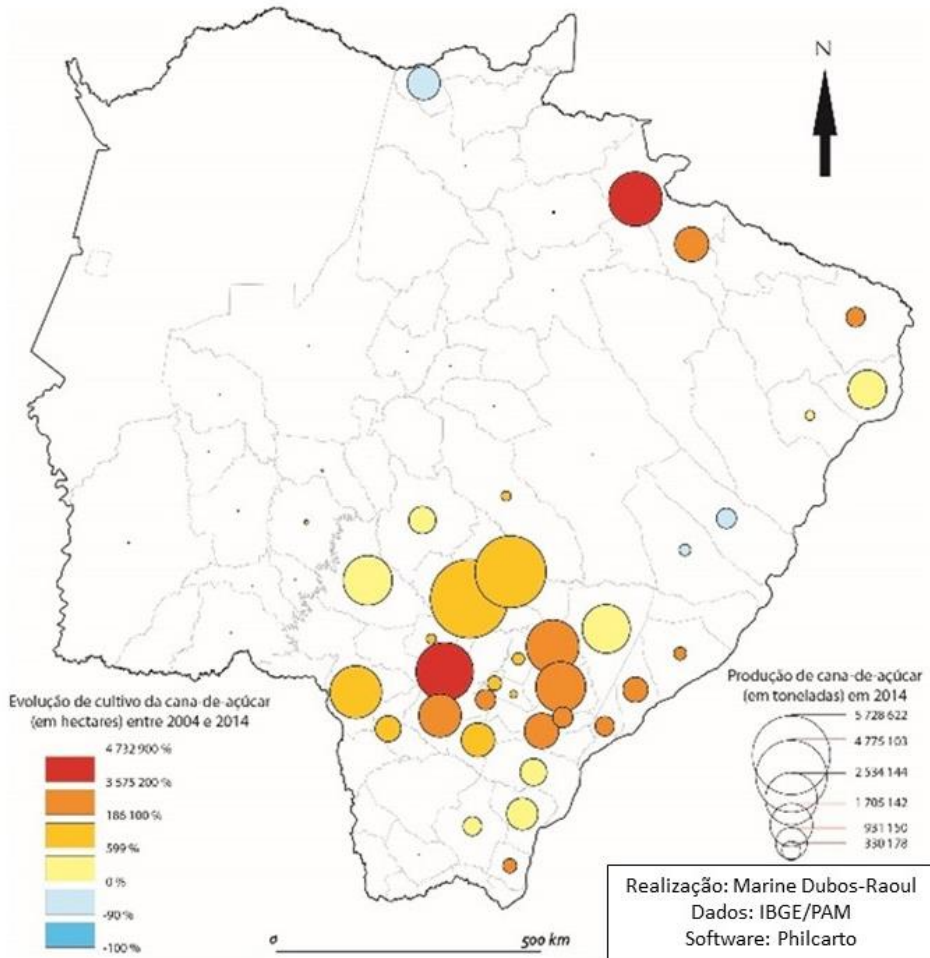 N
Evolução de cultivo da cana-de-açúcar
(em hectares) entre 2004 e 2014
4 732 900 %
3 575 200 %
186 100 %
599 %
0 %
-90 %
-100 %
0
500 km
Produção de cana-de-açúcar
(em toneladas) em 2014
5 728 622
4 775 103
2 534 144
1 705 142
931 150
330 178
Realização: Marine Dubos-Raoul
Dados: IBGE/PAM
Software: Philcarto